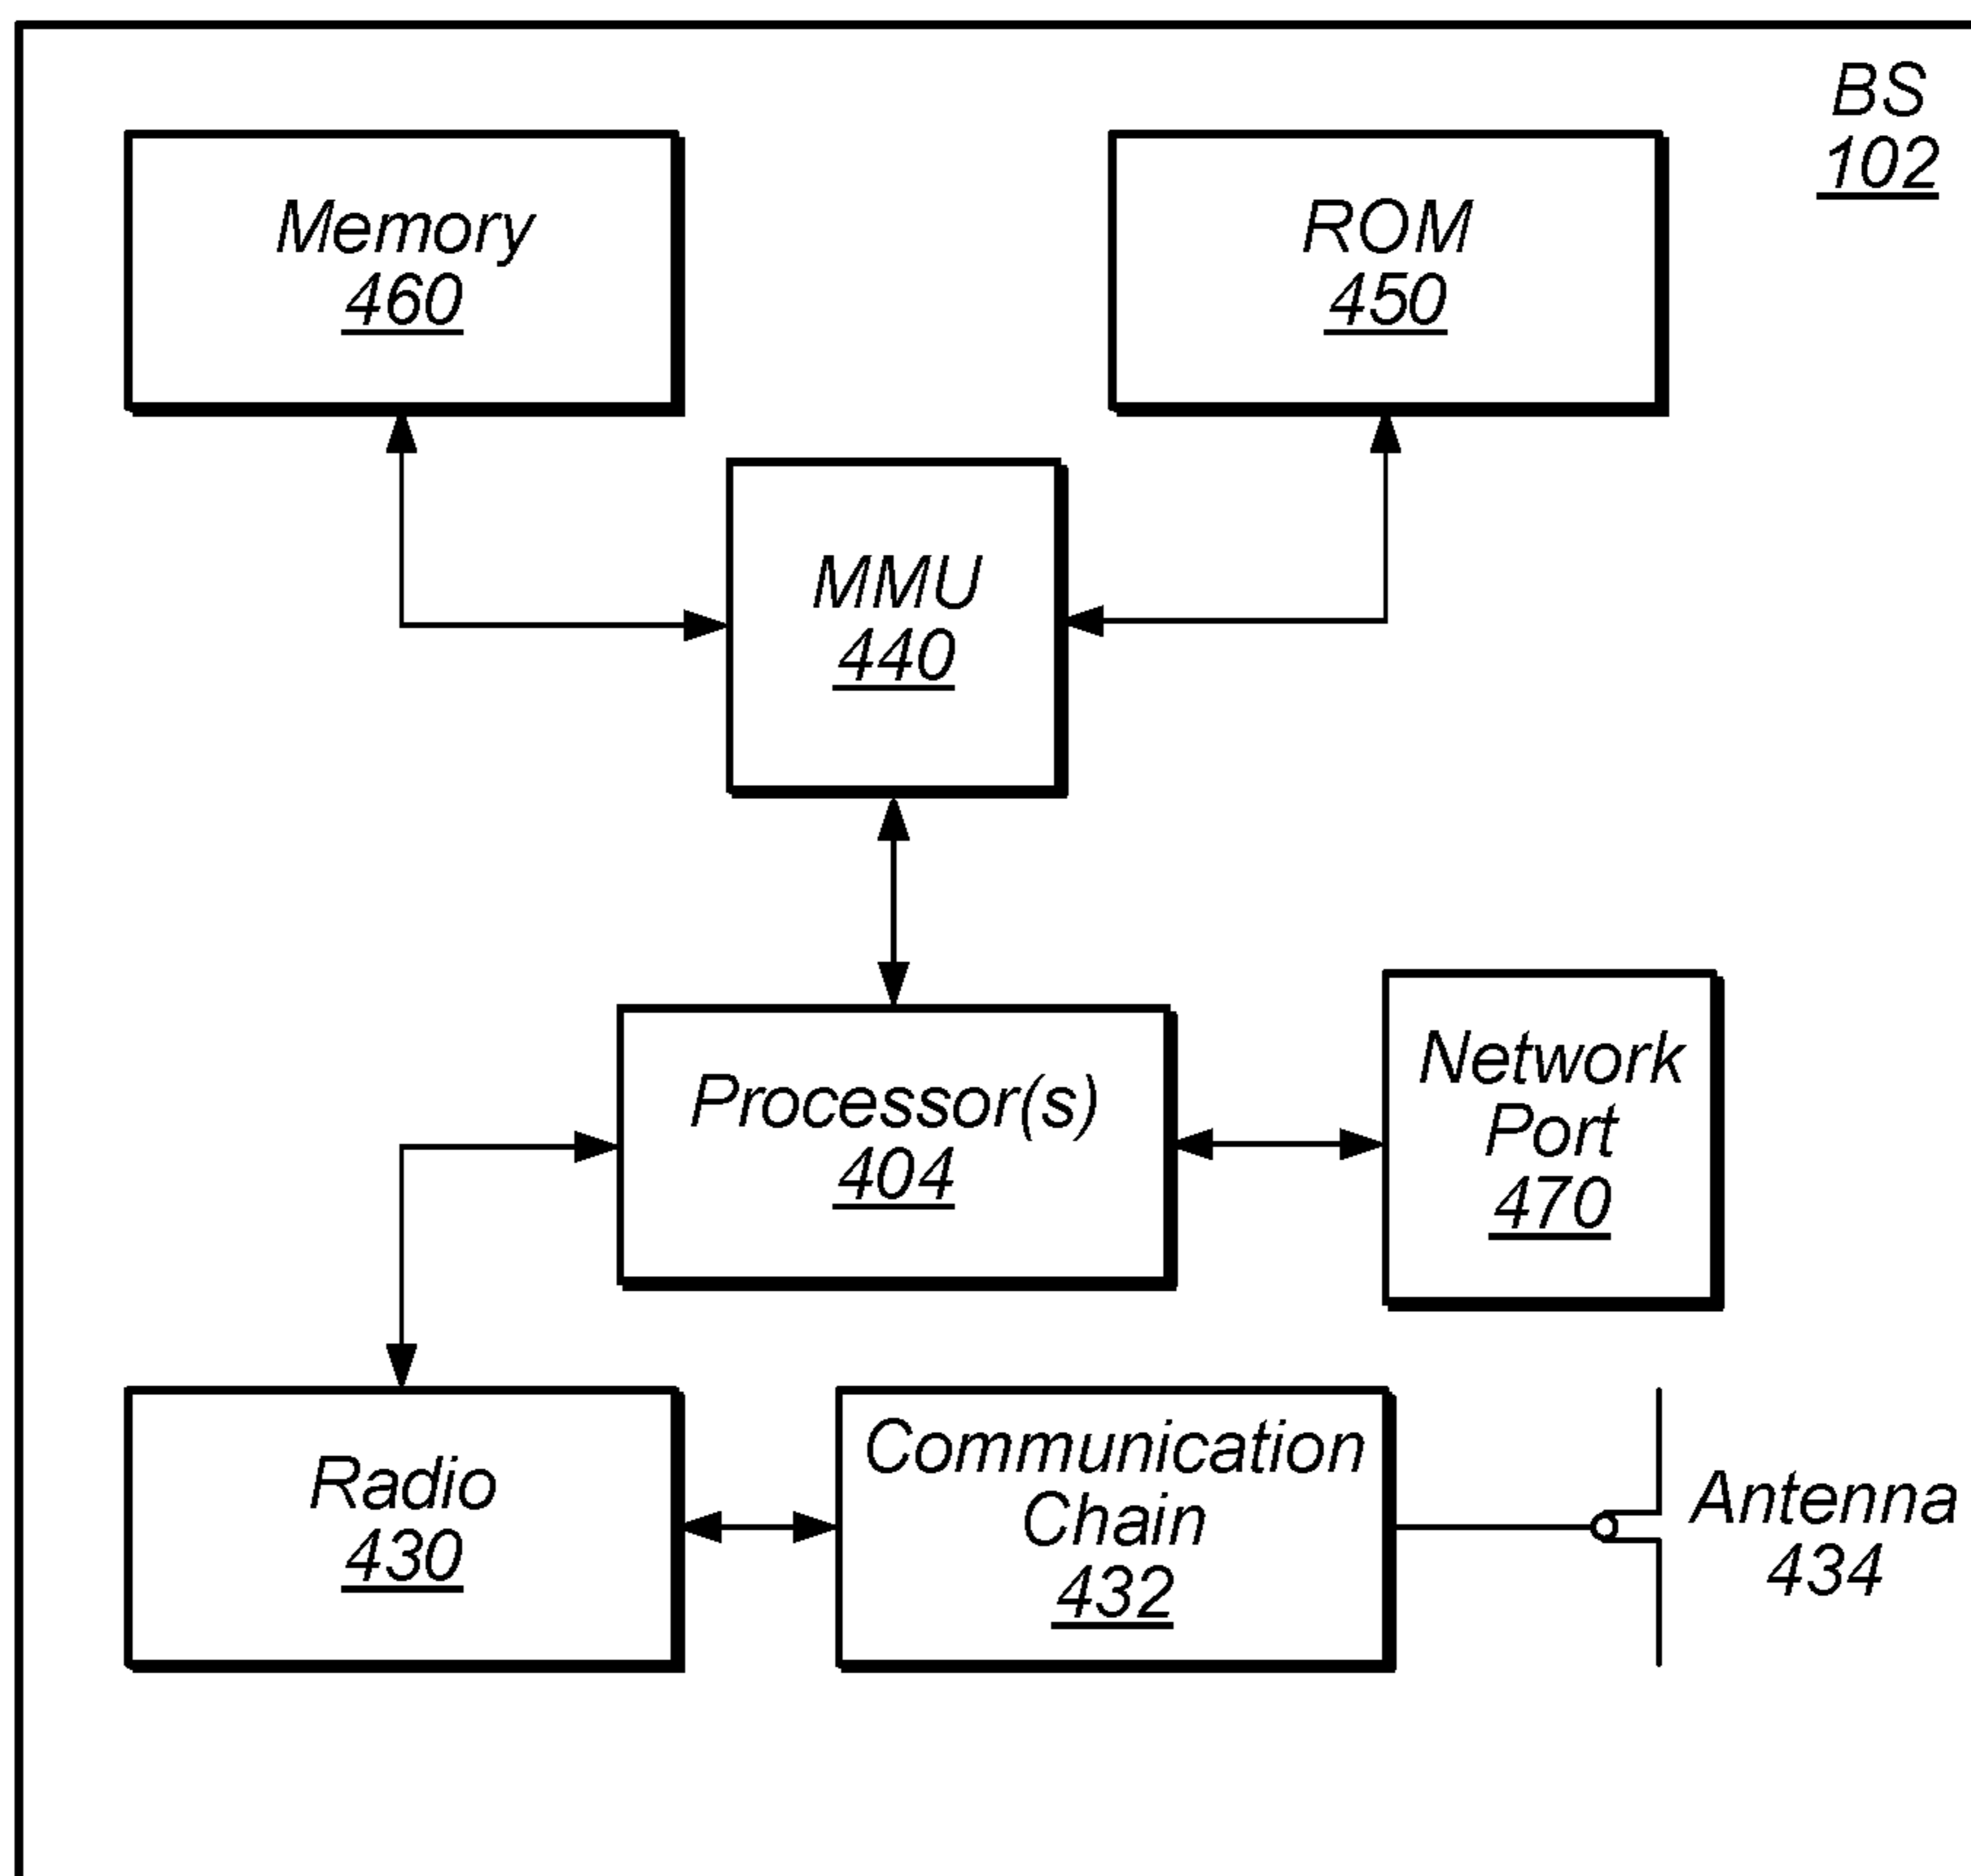 BS
102
Memory
460
ROM
450
MMU
440
Processor(s)
404
Network
Port
470
Radio
430
Communication
Chain
432
Antenna
434